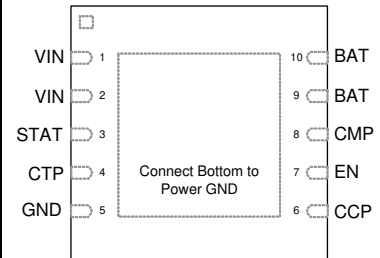 VIN 1 10 BAT
VIN 2 9 BAT
STAT 3 8 CMP
CTP 4 Connect Bottom to 7 EN
Power GND
GND 5 6 CCP